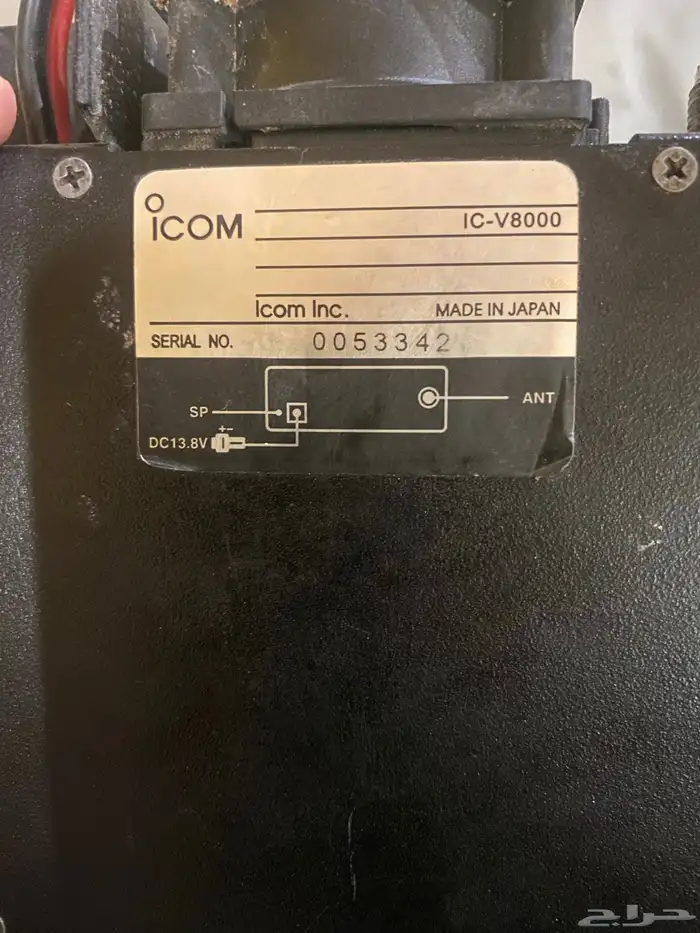 iCOM
IC-V8000
Icom Inc. MADE IN JAPAN
SERIAL NO. 0053342
SP
ANT
+-
DC13.8V
حراج